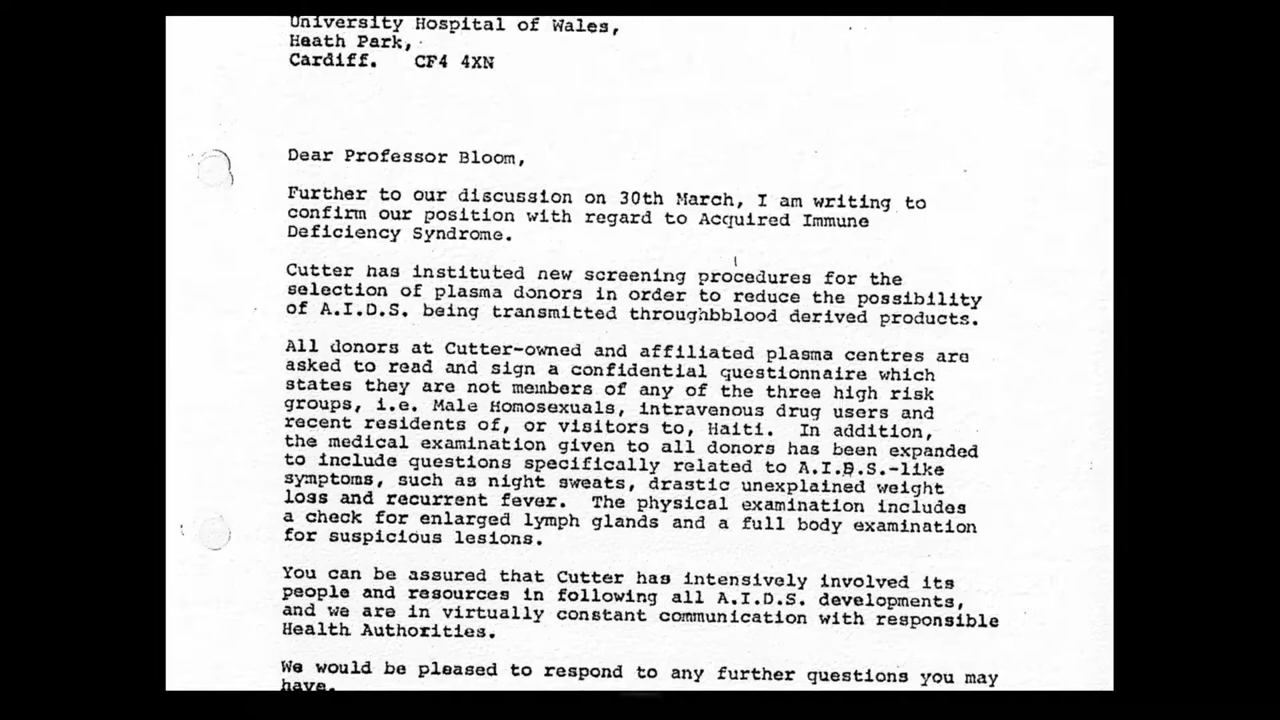 University Hospital of Wales,
Heath Park,
Cardiff. CF4 4XN
Dear Professor Bloom,
Further to our discussion on 30th March, I am writing to
confirm our position with regard to Acquired Immune
Deficiency Syndrome.
Cutter has instituted new screening procedures for the
selection of plasma donors in order to reduce the possibility
of A.I.D.S. being transmitted throughbblood derived products.
All donors at Cutter-owned and affiliated plasma centres are
asked to read and sign a confidential questionnaire which
states they are not members of any of the three high risk
groups, i.e. Male Homosexuals, intravenous drug users and
recent residents of, or visitors to, Haiti. In addition,
the medical examination given to all donors has been expanded
to include questions specifically related to A.I.D.S.-like
symptoms, such as night sweats, drastic unexplained weight
loss and recurrent fever. The physical examination includes
a check for enlarged lymph glands and a full body examination
for suspicious lesions.
You can be assured that Cutter has intensively involved its
people and resources in following all A.I.D.S. developments,
and we are in virtually constant communication with responsible
Health Authorities.
We would be pleased to respond to any further questions you may
have.